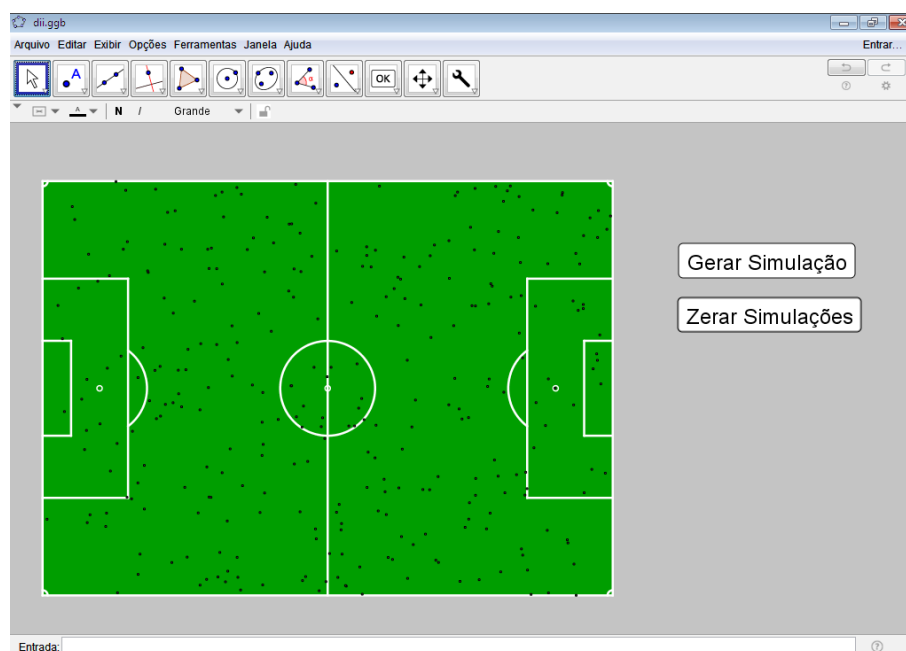 dii.ggb
Arquivo Editar Exibir Opções Ferramentas Janela Ajuda Entrar...
A α OK
A N I Grande
Gerar Simulação
Zerar Simulações
Entrada: